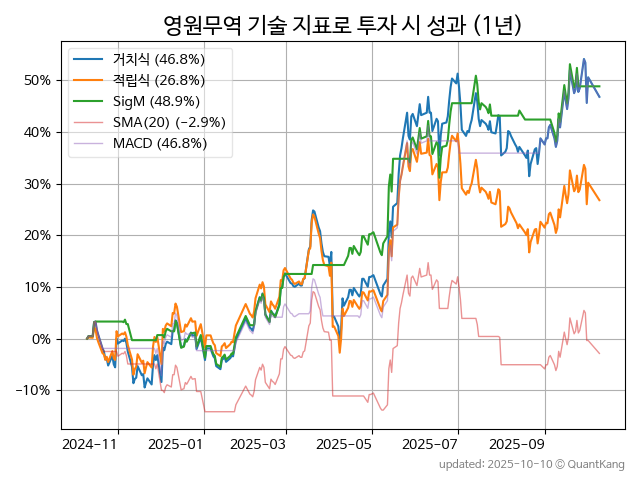 영원무역 기술 지표로 투자 시 성과 (1년)
거치식 (46.8%)
적립식 (26.8%)
SigM (48.9%)
SMA(20) (−2.9%)
MACD (46.8%)
50%
40%
30%
20%
10%
0%
−10%
2024−11 2025−01 2025−03 2025−05 2025−07 2025−09
updated: 2025-10-10 © QuantKang